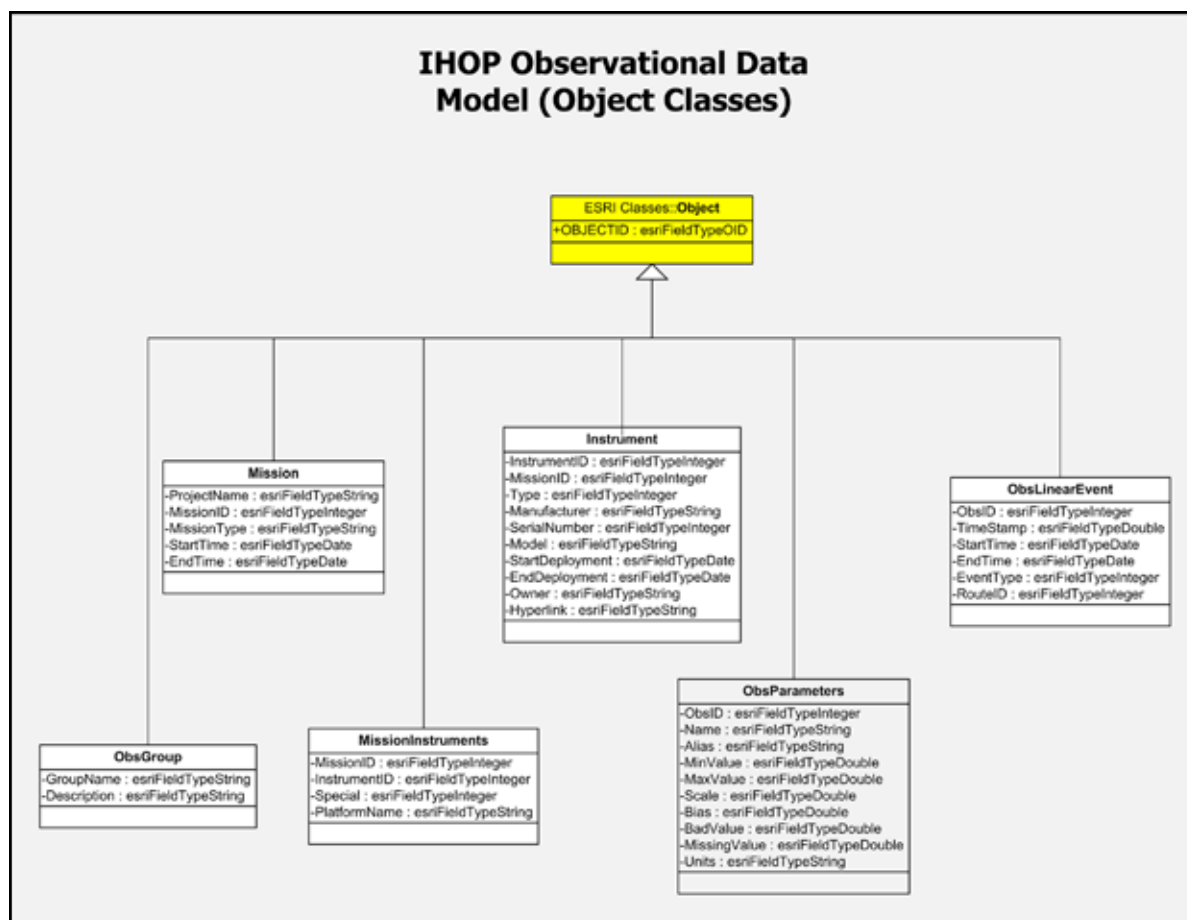 IHOP Observational Data
Model (Object Classes)
ESRI Classes::Object
+OBJECTID : esriFieldTypeOID
Mission
-ProjectName : esriFieldTypeString
-MissionID : esriFieldTypeInteger
-MissionType : esriFieldTypeString
-StartTime : esriFieldTypeDate
-EndTime : esriFieldTypeDate
Instrument
-InstrumentID : esriFieldTypeInteger
-MissionID : esriFieldTypeInteger
-Type : esriFieldTypeInteger
-Manufacturer : esriFieldTypeString
-SerialNumber : esriFieldTypeInteger
-Model : esriFieldTypeString
-StartDeployment : esriFieldTypeDate
-EndDeployment : esriFieldTypeDate
-Owner : esriFieldTypeString
-Hyperlink : esriFieldTypeString
ObsLinearEvent
-ObsID : esriFieldTypeInteger
-TimeStamp : esriFieldTypeDouble
-StartTime : esriFieldTypeDate
-EndTime : esriFieldTypeDate
-EventType : esriFieldTypeInteger
-RouteID : esriFieldTypeInteger
ObsGroup
-GroupName : esriFieldTypeString
-Description : esriFieldTypeString
MissionInstruments
-MissionID : esriFieldTypeInteger
-InstrumentID : esriFieldTypeInteger
-Special : esriFieldTypeInteger
-PlatformName : esriFieldTypeString
ObsParameters
-ObsID : esriFieldTypeInteger
-Name : esriFieldTypeString
-Alias : esriFieldTypeString
-MinValue : esriFieldTypeDouble
-MaxValue : esriFieldTypeDouble
-Scale : esriFieldTypeDouble
-Bias : esriFieldTypeDouble
-BadValue : esriFieldTypeDouble
-MissingValue : esriFieldTypeDouble
-Units : esriFieldTypeString